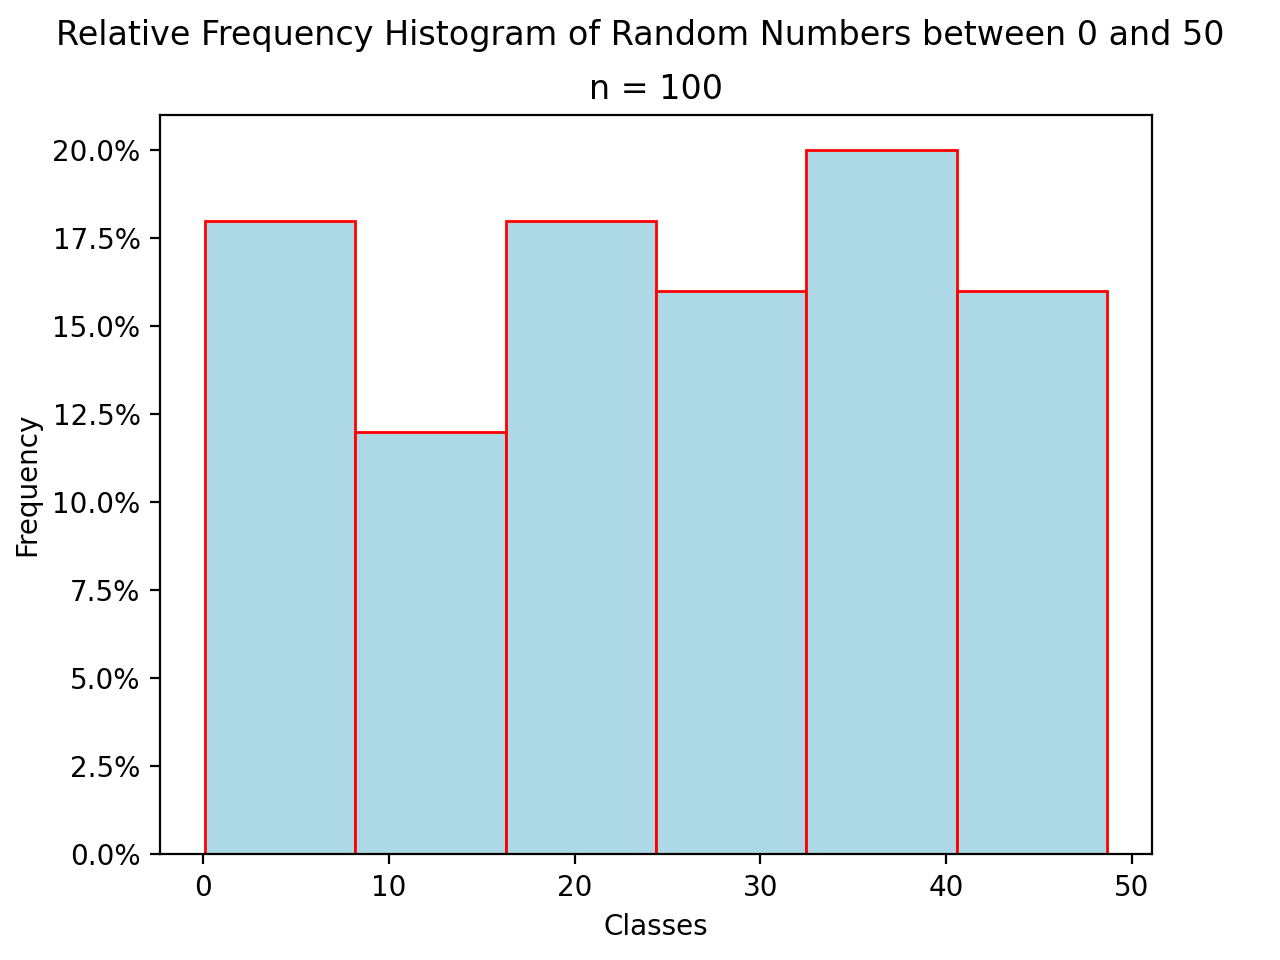 Relative Frequency Histogram of Random Numbers between 0 and 50
n = 100
20.0%
17.5%
15.0%
12.5%
10.0%
7.5%
5.0%
2.5%
0.0%
Frequency
0 10 20 30 40 50
Classes